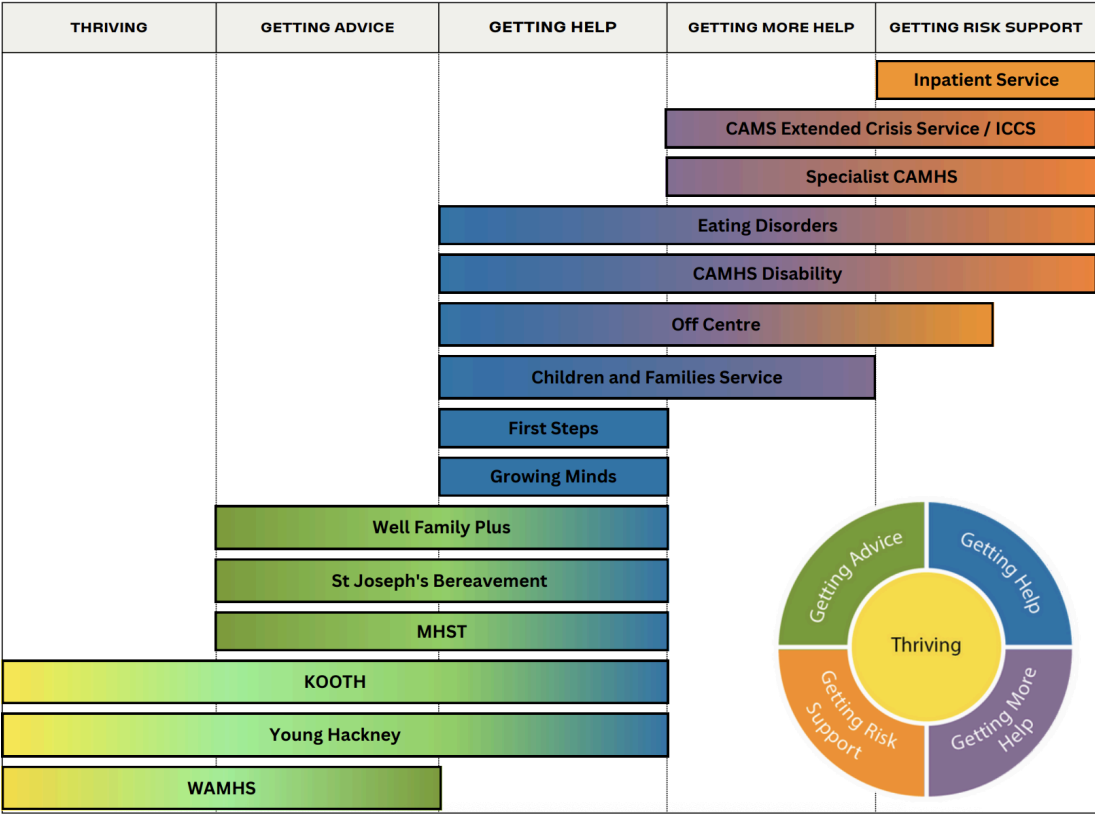 THRIVING
GETTING ADVICE
GETTING HELP
GETTING MORE HELP
GETTING RISK SUPPORT
Inpatient Service
CAMS Extended Crisis Service / ICCS
Specialist CAMHS
Eating Disorders
CAMHS Disability
Off Centre
Children and Families Service
First Steps
Growing Minds
Well Family Plus
St Joseph's Bereavement
MHST
KOOTH
Young Hackney
WAMHS
Getting Advice
Getting Help
Thriving
Getting Risk
Support
Getting More
Help